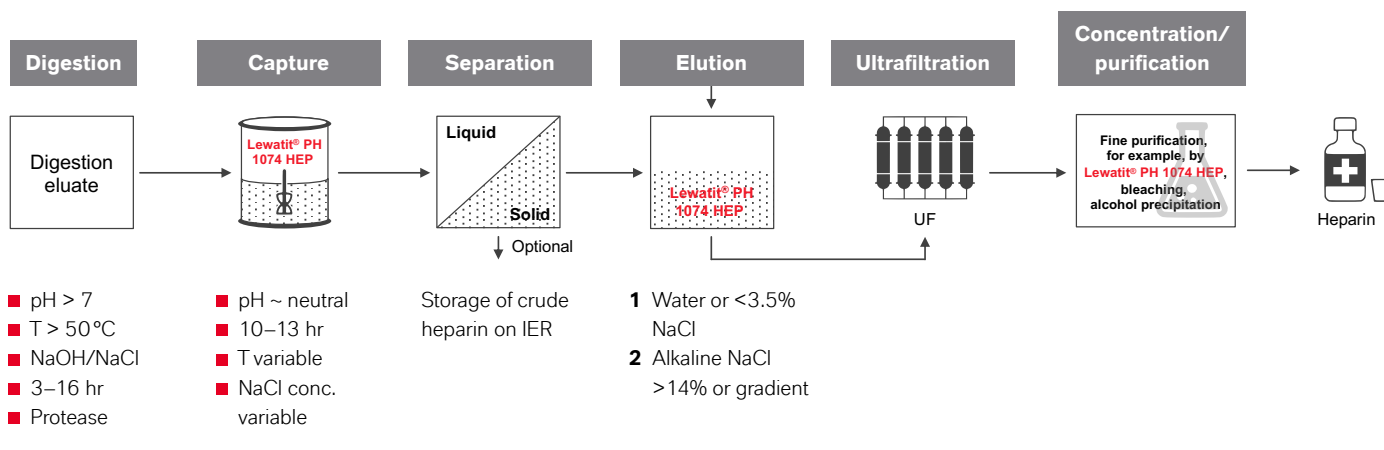 Digestion
Capture
Separation
Elution
Ultrafiltration
Concentration/
purification
Digestion
eluate
Lewatit® PH
1074 HEP
Liquid
Solid
Optional
Lewatit® PH
1074 HEP
UF
Fine purification,
for example, by
Lewatit® PH 1074 HEP,
bleaching,
alcohol precipitation
Heparin
pH > 7
T > 50 °C
NaOH/NaCl
3–16 hr
Protease
pH ~ neutral
10–13 hr
T variable
NaCl conc.
variable
Storage of crude
heparin on IER
1 Water or <3.5%
NaCl
2 Alkaline NaCl
>14% or gradient